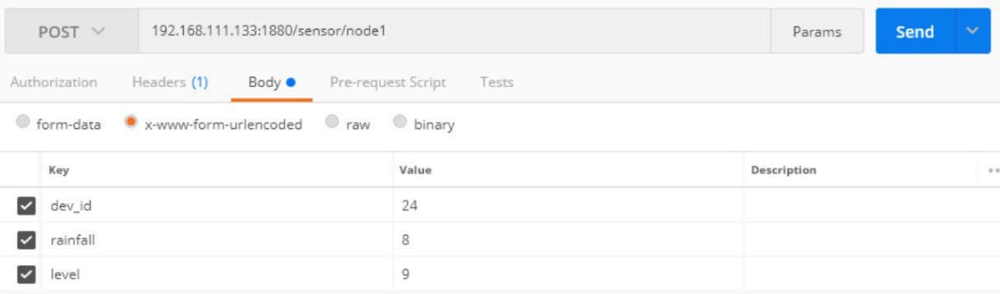 POST 192.168.111.133:1880/sensor/node1 Params Send
Authorization Headers (1) Body Pre-request Script Tests
form-data x-www-form-urlencoded raw binary
Key Value Description
dev_id 24
rainfall 8
level 9